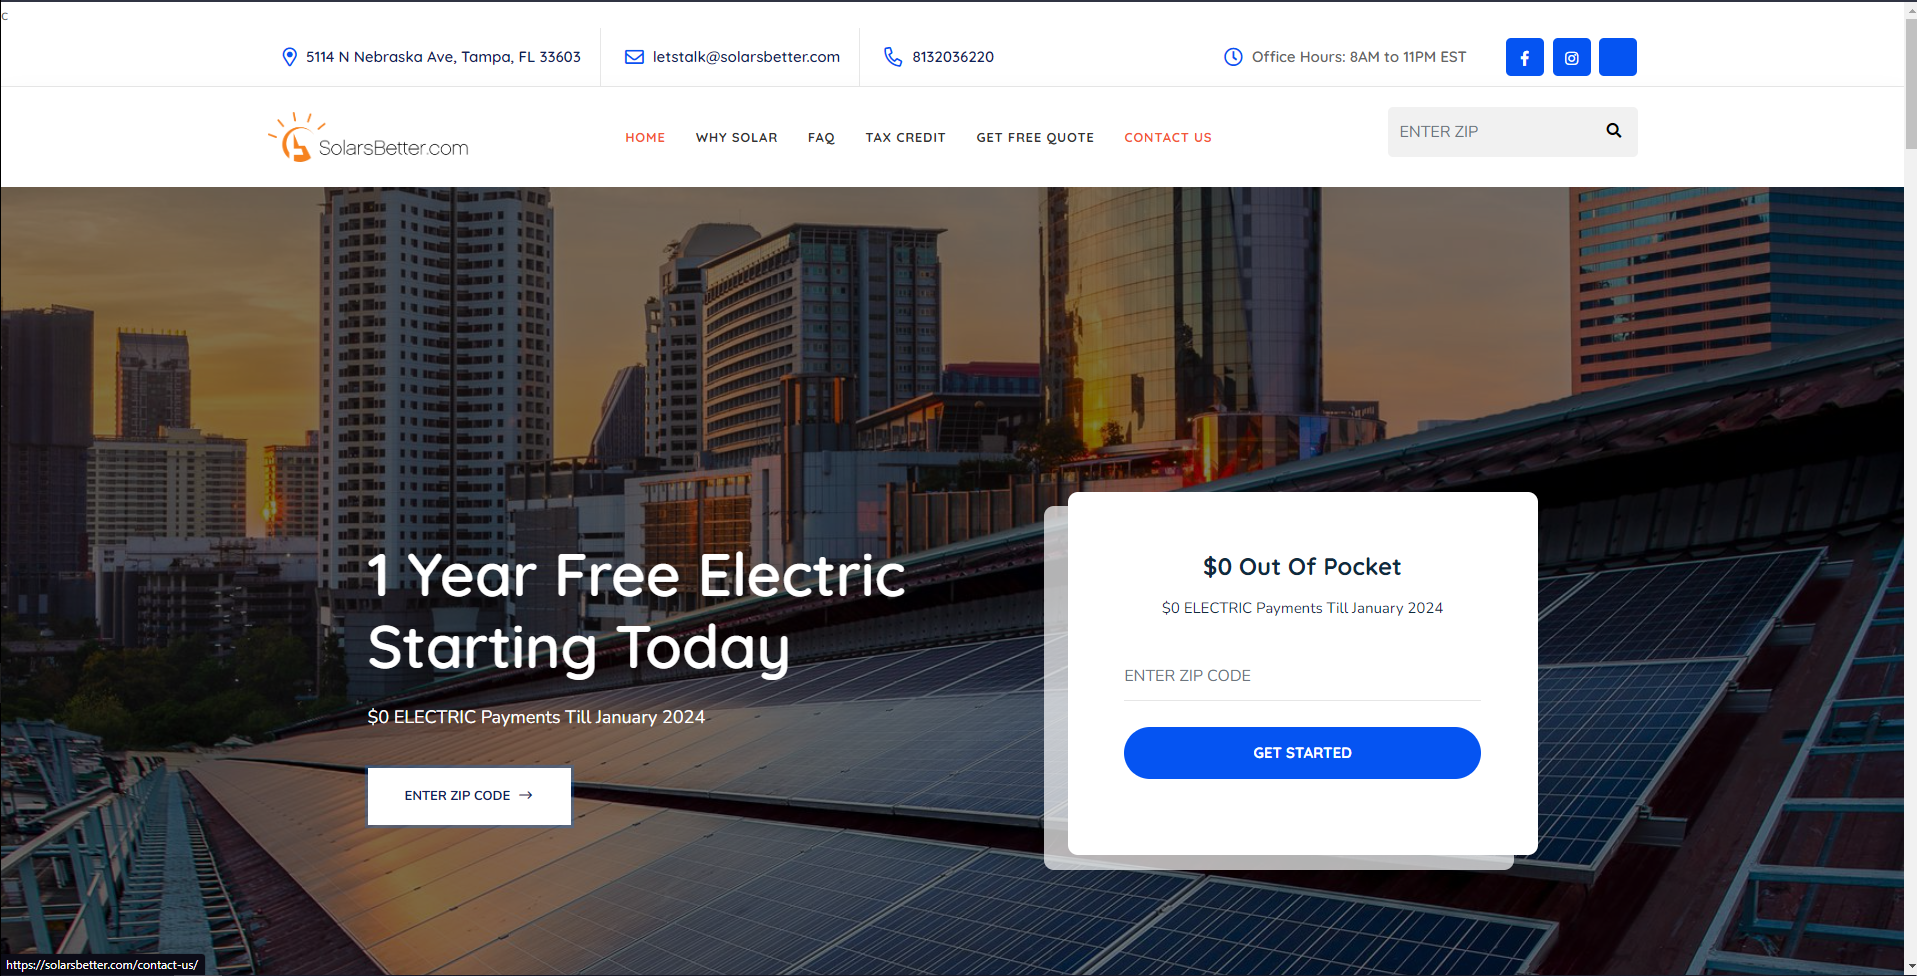 c
5114 N Nebraska Ave, Tampa, FL 33603
letstalk@solarsbetter.com
8132036220
Office Hours: 8AM to 11PM EST
SolarsBetter.com
HOME
WHY SOLAR
FAQ
TAX CREDIT
GET FREE QUOTE
CONTACT US
ENTER ZIP
1 Year Free Electric
Starting Today
$0 ELECTRIC Payments Till January 2024
ENTER ZIP CODE →
$0 Out Of Pocket
$0 ELECTRIC Payments Till January 2024
ENTER ZIP CODE
GET STARTED
https://solarsbetter.com/contact-us/